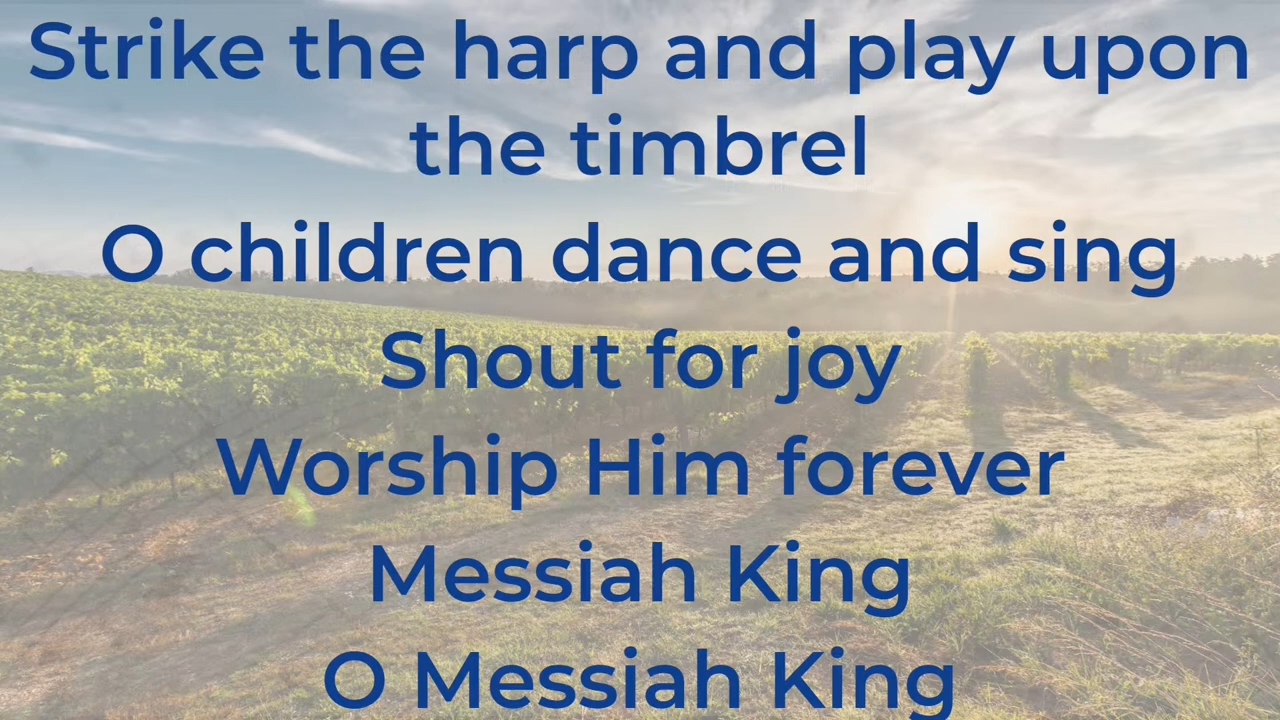 Strike the harp and play upon
the timbrel
O children dance and sing
Shout for joy
Worship Him forever
Messiah King
O Messiah King